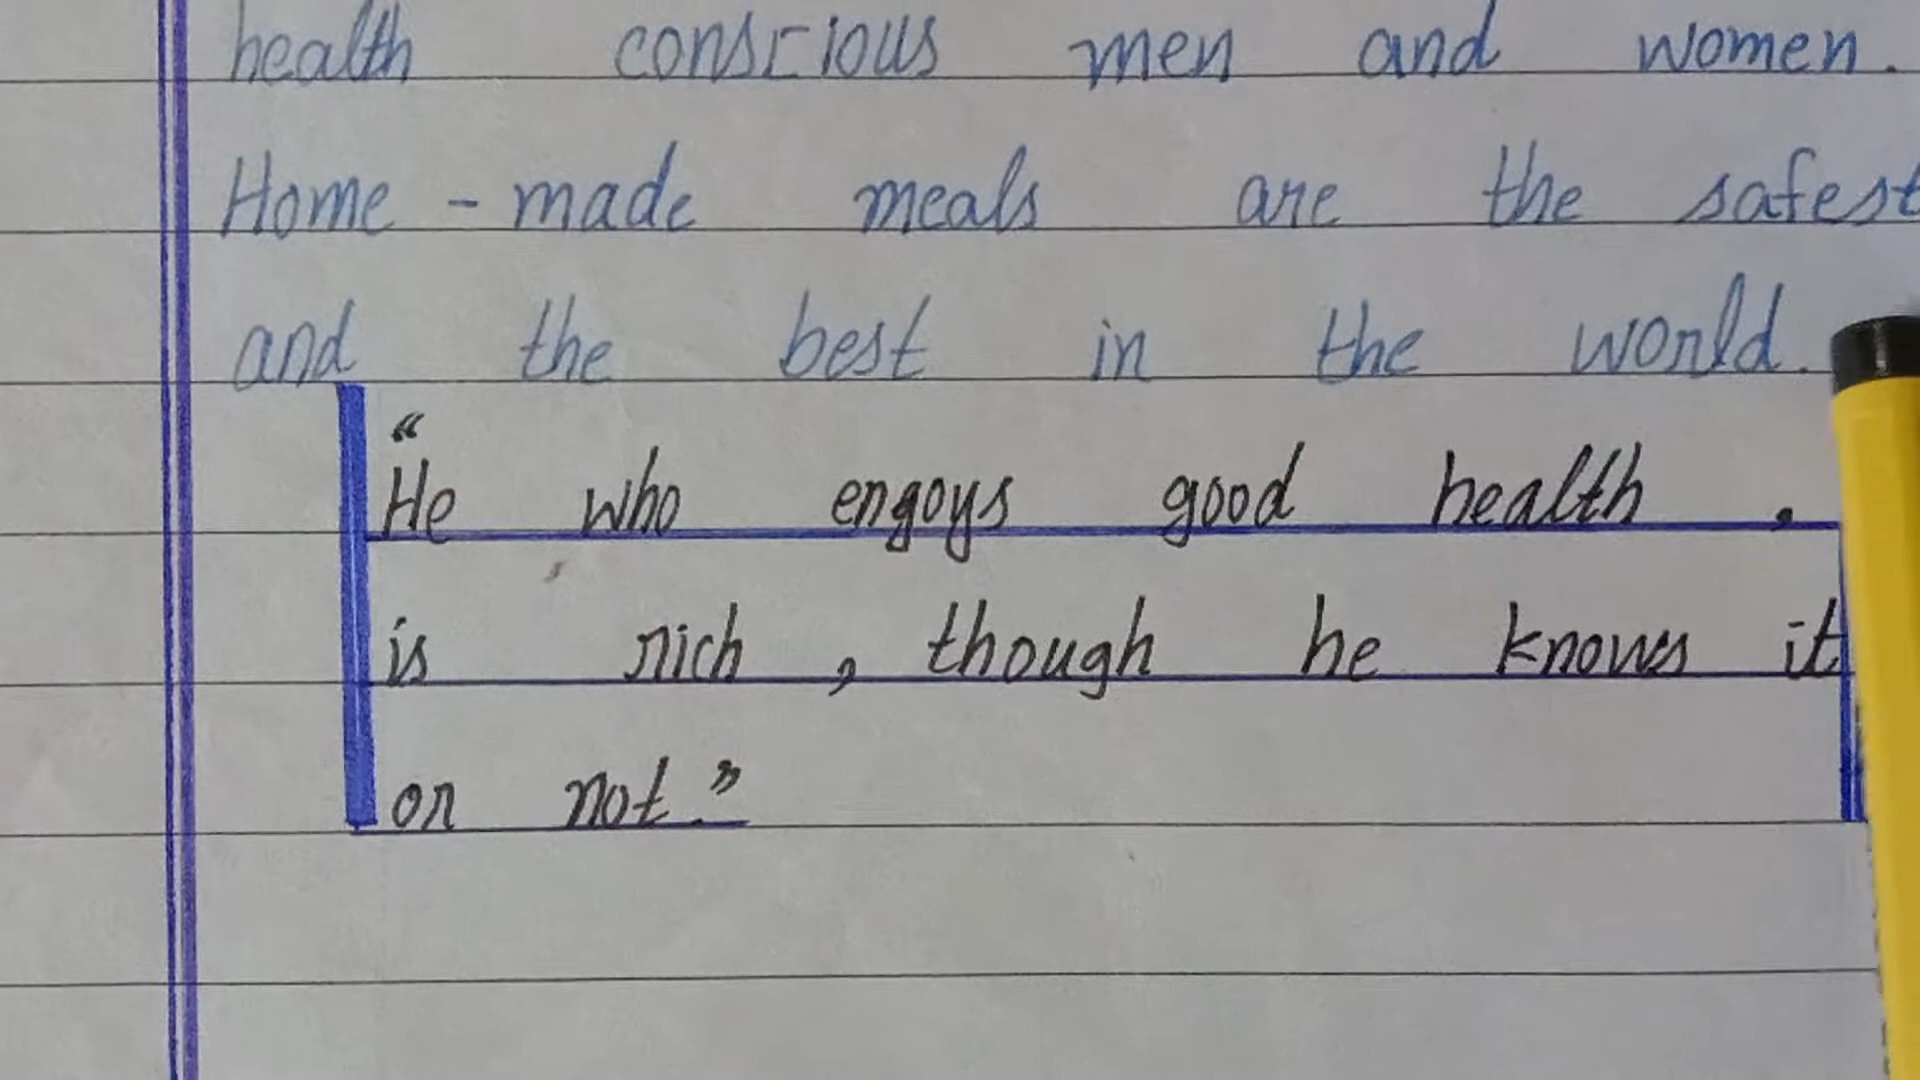 health conscious men and women.
Home - made meals are the safest
and the best in the world.
“He who engoys good health .
is rich , though he knows it
or not.”